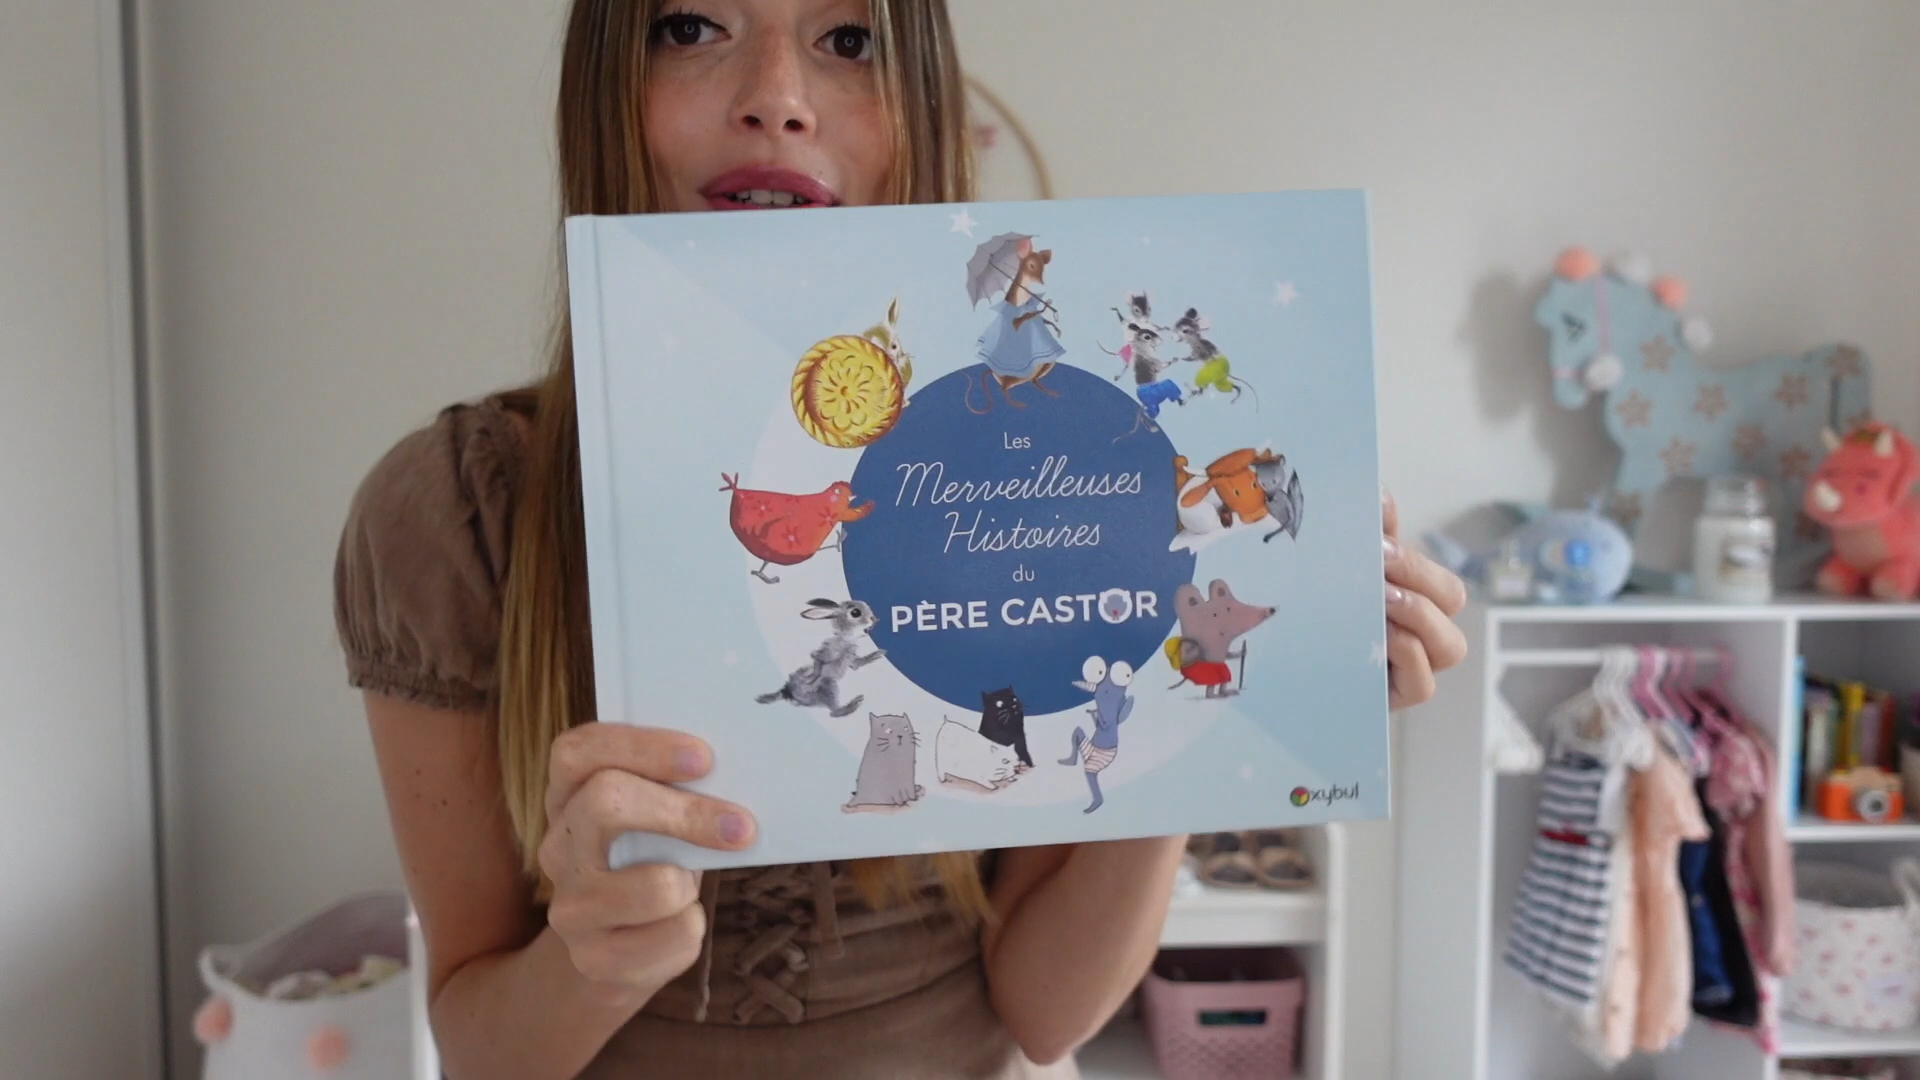 Les
Merveilleuses
Histoires
du
PÈRE CASTOR
Oxybul